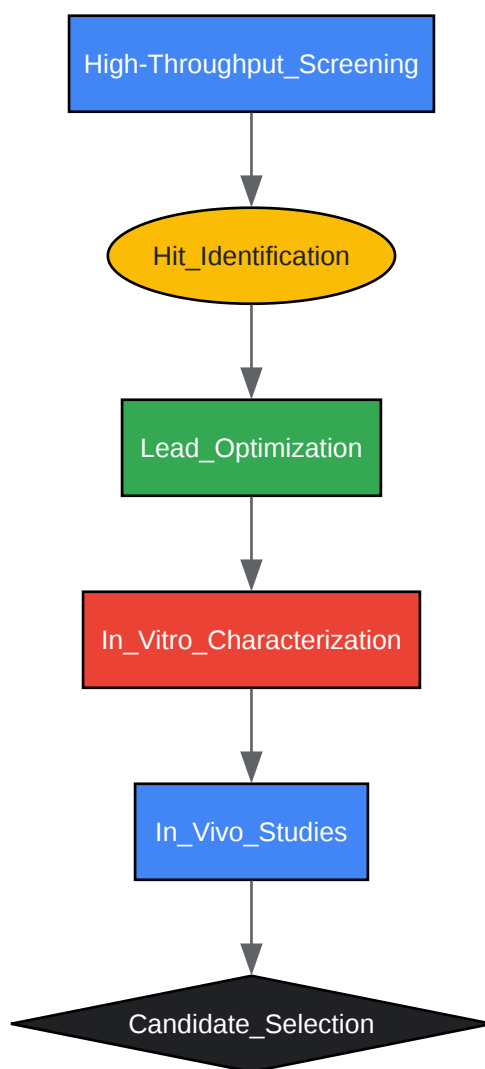 High-Throughput_Screening
Hit_Identification
Lead_Optimization
In_Vitro_Characterization
In_Vivo_Studies
Candidate_Selection